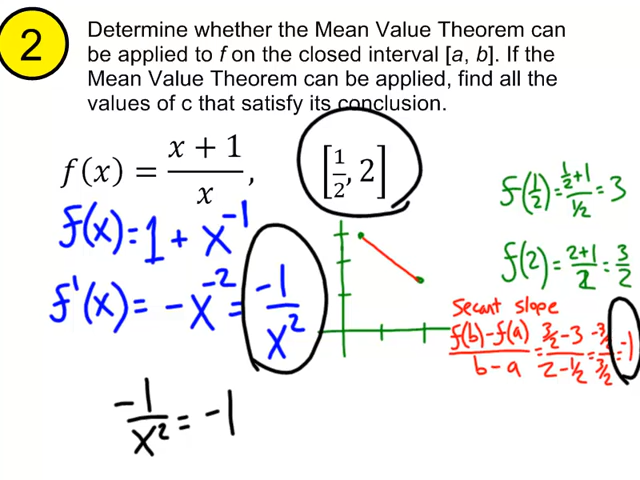 2
Determine whether the Mean Value Theorem can
be applied to f on the closed interval [a, b]. If the
Mean Value Theorem can be applied, find all the
values of c that satisfy its conclusion.
f(x) = (x + 1)/x, [1/2, 2]
f(1/2) = (1/2+1)/(1/2) = 3
f(x) = 1 + x⁻¹
f(2) = (2+1)/2 = 3/2
f'(x) = -x⁻² = -1/x²
Secant slope
(f(b) - f(a))/(b - a) = (3/2 - 3)/(2 - 1/2) = (-3/2)/(3/2) = -1
-1/x² = -1